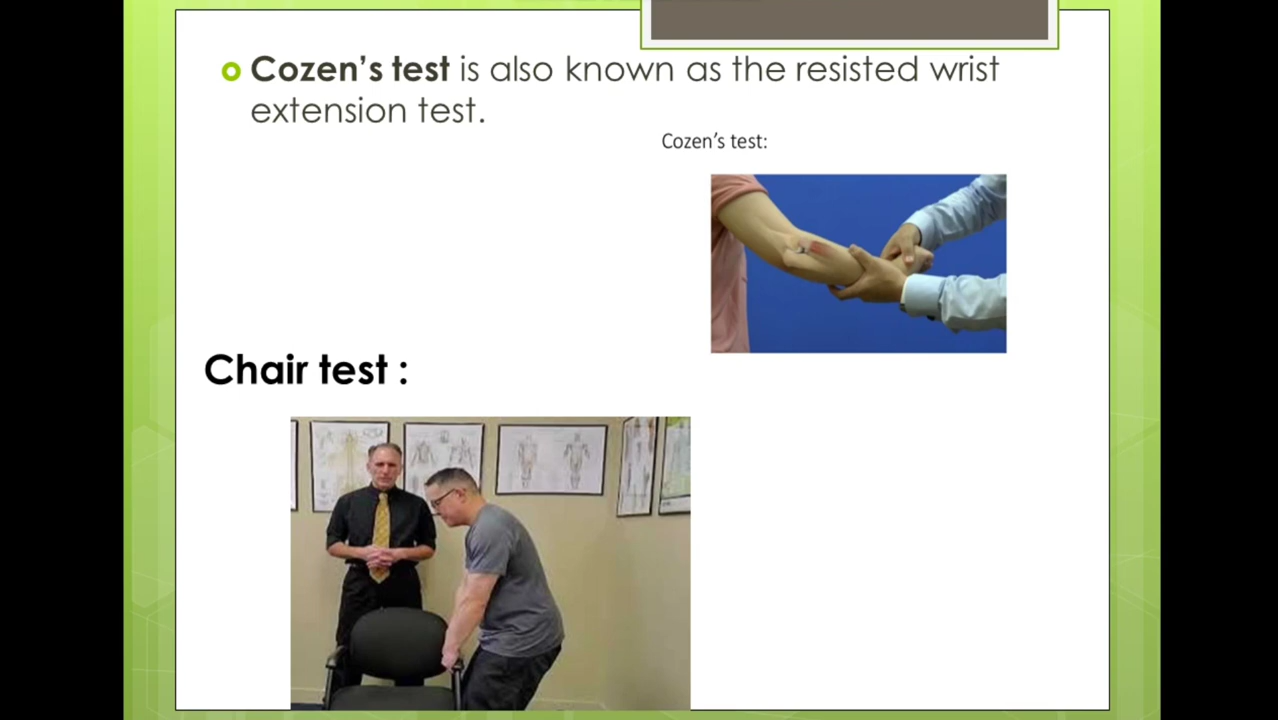 Cozen’s test is also known as the resisted wrist
extension test.
Cozen’s test:
Chair test :